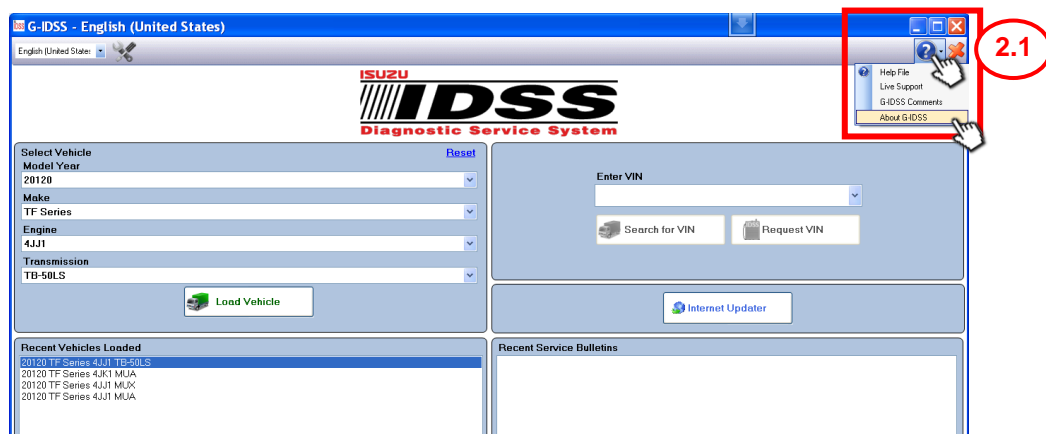 G-IDSS - English (United States)
English (United States
2.1
Help File
Live Support
G-IDSS Comments
About G-IDSS
ISUZU
IDSS
Diagnostic Service System
Select Vehicle
Reset
Model Year
20120
Make
TF Series
Engine
4JJ1
Transmission
TB-50LS
Load Vehicle
Enter VIN
Search for VIN
Request VIN
Internet Updater
Recent Vehicles Loaded
20120 TF Series 4JJ1 TB-50LS
20120 TF Series 4JK1 MUA
20120 TF Series 4JJ1 MUX
20120 TF Series 4JJ1 MUA
Recent Service Bulletins